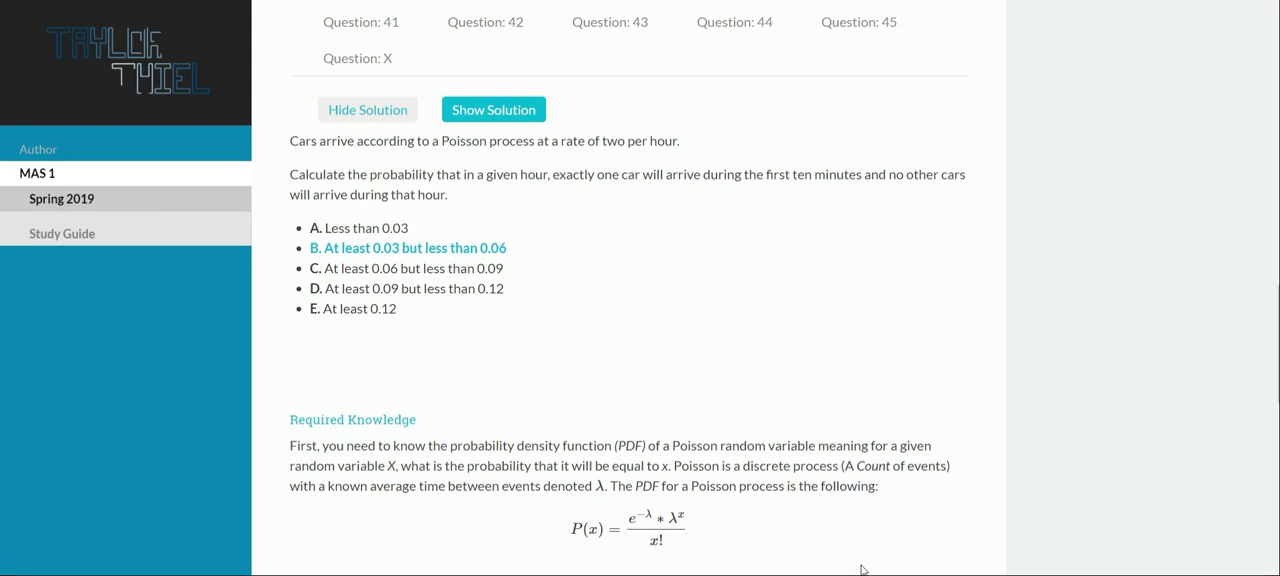 Question: 41 Question: 42 Question: 43 Question: 44 Question: 45
Question: X
TAYLOR
THIEL
Hide Solution Show Solution
Author
MAS 1
Spring 2019
Study Guide
Cars arrive according to a Poisson process at a rate of two per hour.
Calculate the probability that in a given hour, exactly one car will arrive during the first ten minutes and no other cars
will arrive during that hour.
• A. Less than 0.03
• B. At least 0.03 but less than 0.06
• C. At least 0.06 but less than 0.09
• D. At least 0.09 but less than 0.12
• E. At least 0.12
Required Knowledge
First, you need to know the probability density function (PDF) of a Poisson random variable meaning for a given
random variable X, what is the probability that it will be equal to x. Poisson is a discrete process (A Count of events)
with a known average time between events denoted λ. The PDF for a Poisson process is the following:
P(x) = e^{-λ} * λ^x / x!